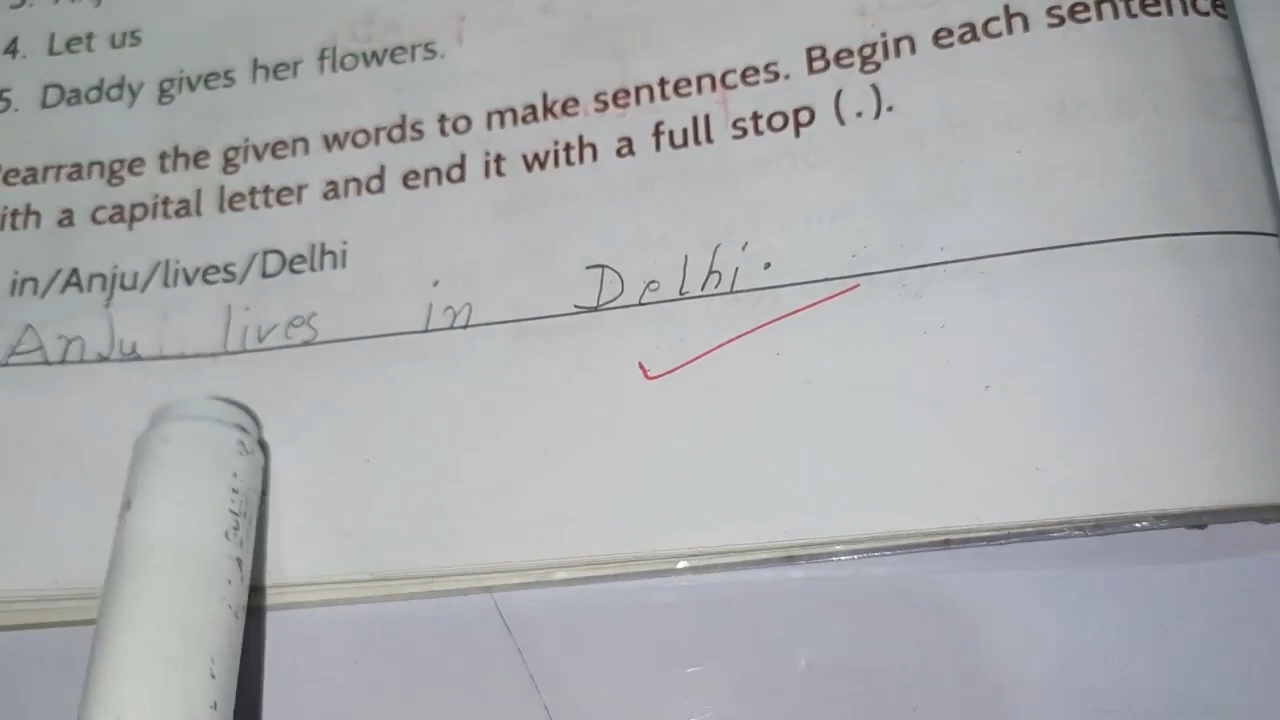 4. Let us
5. Daddy gives her flowers.
earrange the given words to make sentences. Begin each sentence
ith a capital letter and end it with a full stop (.).
in/Anju/lives/Delhi
Anju lives in Delhi.